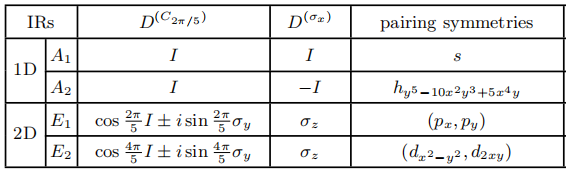 IRs D^(C_{2π/5}) D^(σ_x) pairing symmetries
1D A_1 I I s
A_2 I −I h_{y^5−10x^2y^3+5x^4y}
2D E_1 cos 2π/5 I ± i sin 2π/5 σ_y σ_z (p_x, p_y)
E_2 cos 4π/5 I ± i sin 4π/5 σ_y σ_z (d_{x^2−y^2}, d_{2xy})